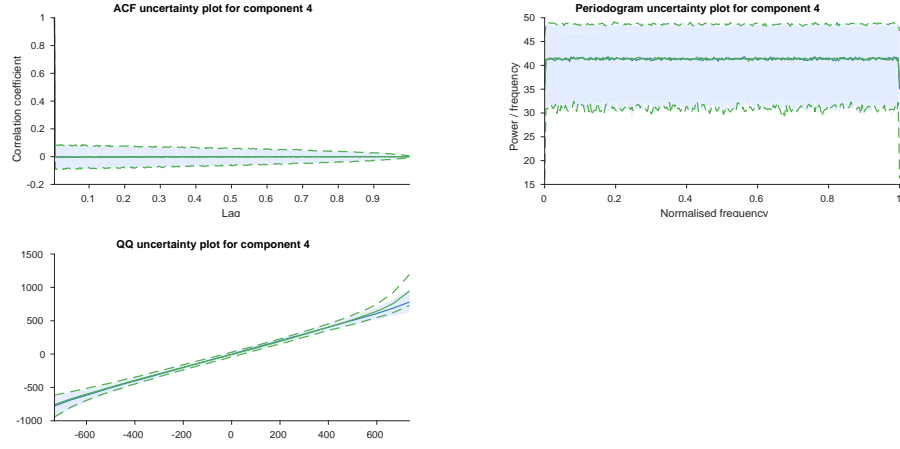 ACF uncertainty plot for component 4
1
0.8
0.6
0.4
0.2
0
-0.2
Correlation coefficient
0.1 0.2 0.3 0.4 0.5 0.6 0.7 0.8 0.9
Lag
Periodogram uncertainty plot for component 4
50
45
40
35
30
25
20
15
Power / frequency
0 0.2 0.4 0.6 0.8 1
Normalised frequency
QQ uncertainty plot for component 4
1500
1000
500
0
-500
-1000
-600 -400 -200 0 200 400 600